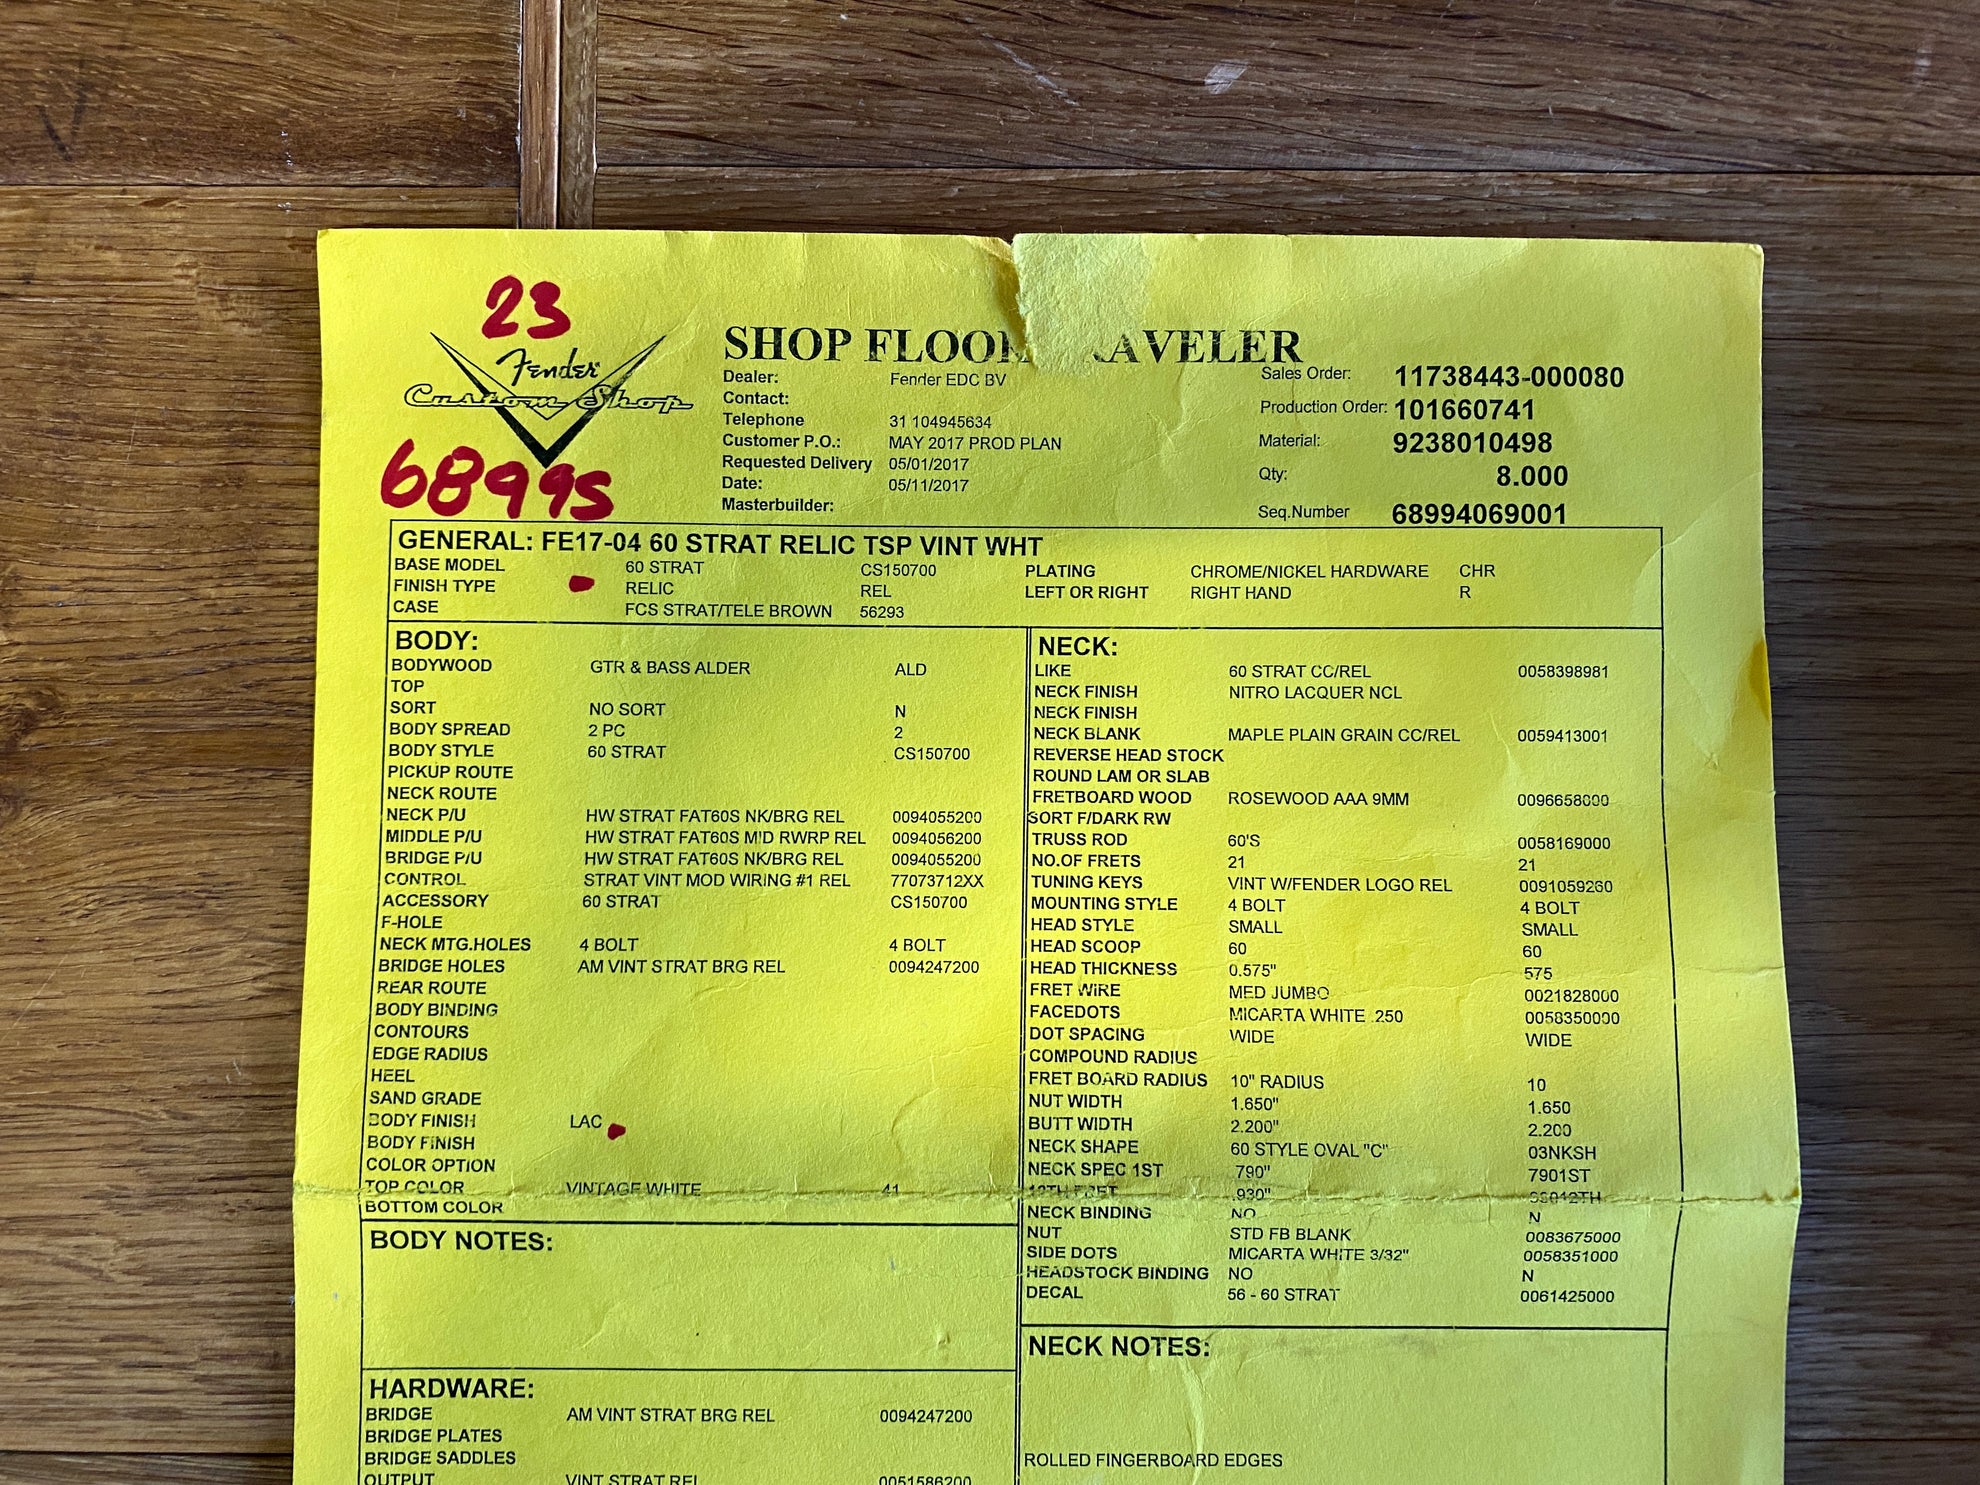 23
Fender
Custom Shop
68995
SHOP FLOOR TRAVELER
Dealer: Fender EDC BV
Contact:
Telephone 31 104945634
Customer P.O.: MAY 2017 PROD PLAN
Requested Delivery 05/01/2017
Date: 05/11/2017
Masterbuilder:
Sales Order: 11738443-000080
Production Order: 101660741
Material: 9238010498
Qty: 8.000
Seq.Number 68994069001
GENERAL: FE17-04 60 STRAT RELIC TSP VINT WHT
BASE MODEL 60 STRAT CS150700 PLATING CHROME/NICKEL HARDWARE CHR
FINISH TYPE RELIC REL LEFT OR RIGHT RIGHT HAND R
CASE FCS STRAT/TELE BROWN 56293
BODY:
BODYWOOD GTR & BASS ALDER ALD
TOP
SORT NO SORT N
BODY SPREAD 2 PC 2
BODY STYLE 60 STRAT CS150700
PICKUP ROUTE
NECK ROUTE
NECK P/U HW STRAT FAT60S NK/BRG REL 0094055200
MIDDLE P/U HW STRAT FAT60S MID RWRP REL 0094056200
BRIDGE P/U HW STRAT FAT60S NK/BRG REL 0094055200
CONTROL STRAT VINT MOD WIRING #1 REL 77073712XX
ACCESSORY 60 STRAT CS150700
F-HOLE
NECK MTG.HOLES 4 BOLT 4 BOLT
BRIDGE HOLES AM VINT STRAT BRG REL 0094247200
REAR ROUTE
BODY BINDING
CONTOURS
EDGE RADIUS
HEEL
SAND GRADE
BODY FINISH LAC
BODY FINISH
COLOR OPTION
TOP COLOR VINTAGE WHITE 41
BOTTOM COLOR
BODY NOTES:
HARDWARE:
BRIDGE AM VINT STRAT BRG REL 0094247200
BRIDGE PLATES
BRIDGE SADDLES
OUTPUT VINT STRAT REL 0051586200
NECK:
LIKE 60 STRAT CC/REL 0058398981
NECK FINISH NITRO LACQUER NCL
NECK FINISH
NECK BLANK MAPLE PLAIN GRAIN CC/REL 0059413001
REVERSE HEAD STOCK
ROUND LAM OR SLAB
FRETBOARD WOOD ROSEWOOD AAA 9MM 0096658000
SORT F/DARK RW
TRUSS ROD 60'S 0058169000
NO.OF FRETS 21 21
TUNING KEYS VINT W/FENDER LOGO REL 0091059260
MOUNTING STYLE 4 BOLT 4 BOLT
HEAD STYLE SMALL SMALL
HEAD SCOOP 60 60
HEAD THICKNESS 0.575" 575
FRET WIRE MED JUMBO 0021828000
FACEDOTS MICARTA WHITE .250 0058350000
DOT SPACING WIDE WIDE
COMPOUND RADIUS
FRET BOARD RADIUS 10" RADIUS 10
NUT WIDTH 1.650" 1.650
BUTT WIDTH 2.200" 2.200
NECK SHAPE 60 STYLE OVAL "C" 03NKSH
NECK SPEC 1ST .790" 7901ST
12TH FRET .930" 93012TH
NECK BINDING NO N
NUT STD FB BLANK 0083675000
SIDE DOTS MICARTA WHITE 3/32" 0058351000
HEADSTOCK BINDING NO N
DECAL 56 - 60 STRAT 0061425000
NECK NOTES:
ROLLED FINGERBOARD EDGES